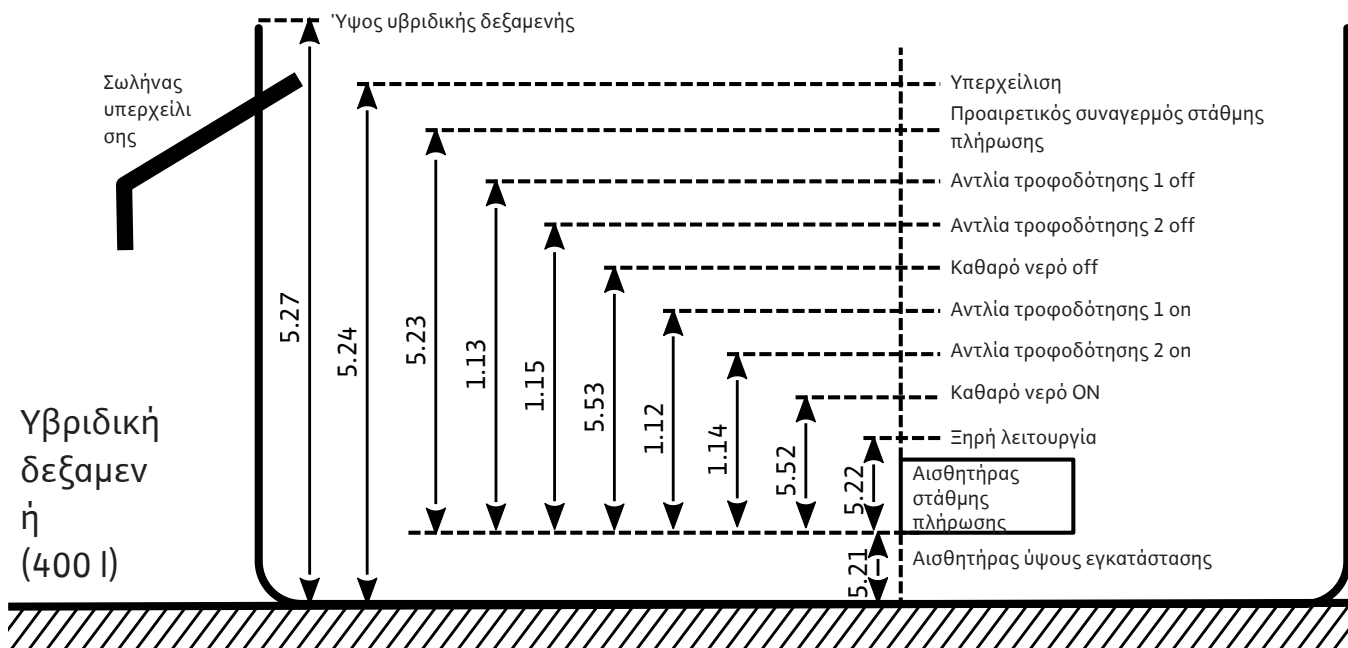 Ύψος υβριδικής δεξαμενής
Σωλήνας
υπερχείλι
σης
Υπερχείλιση
Προαιρετικός συναγερμός στάθμης
πλήρωσης
Αντλία τροφοδότησης 1 off
Αντλία τροφοδότησης 2 off
Καθαρό νερό off
Αντλία τροφοδότησης 1 on
Αντλία τροφοδότησης 2 on
Καθαρό νερό ON
Ξηρή λειτουργία
5.27
5.24
5.23
1.13
1.15
5.53
1.12
1.14
5.52
5.22
Αισθητήρας
στάθμης
πλήρωσης
5.21
Αισθητήρας ύψους εγκατάστασης
Υβριδική
δεξαμεν
ή
(400 l)